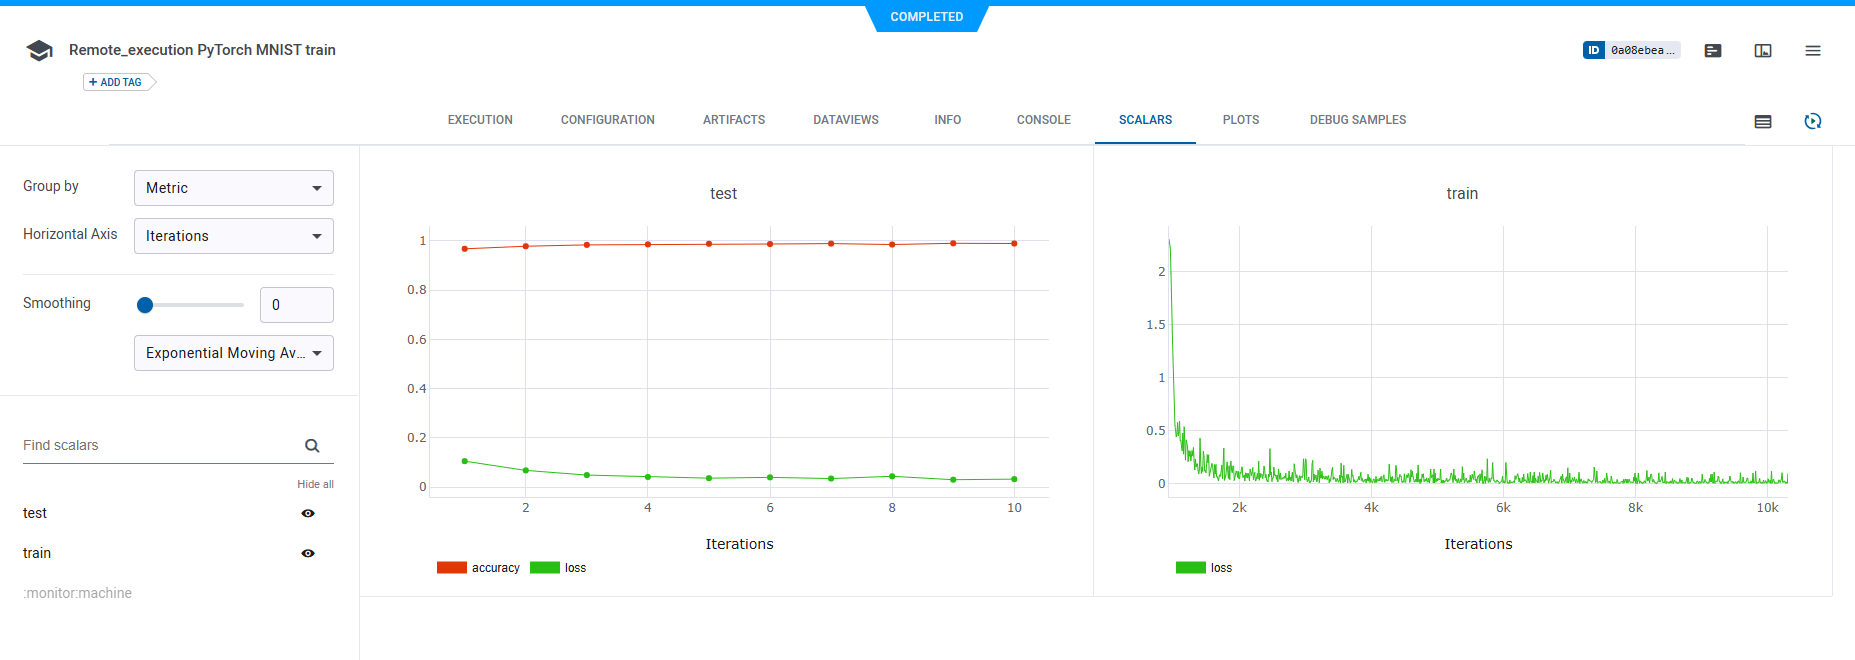 COMPLETED
Remote_execution PyTorch MNIST train
ID 0a08ebea...
+ ADD TAG
EXECUTION CONFIGURATION ARTIFACTS DATAVIEWS INFO CONSOLE SCALARS PLOTS DEBUG SAMPLES
Group by Metric
Horizontal Axis Iterations
Smoothing 0
Exponential Moving Av...
Find scalars
Hide all
test
train
:monitor:machine
test
1
0.8
0.6
0.4
0.2
0
2 4 6 8 10
Iterations
accuracy loss
train
2
1.5
1
0.5
0
2k 4k 6k 8k 10k
Iterations
loss